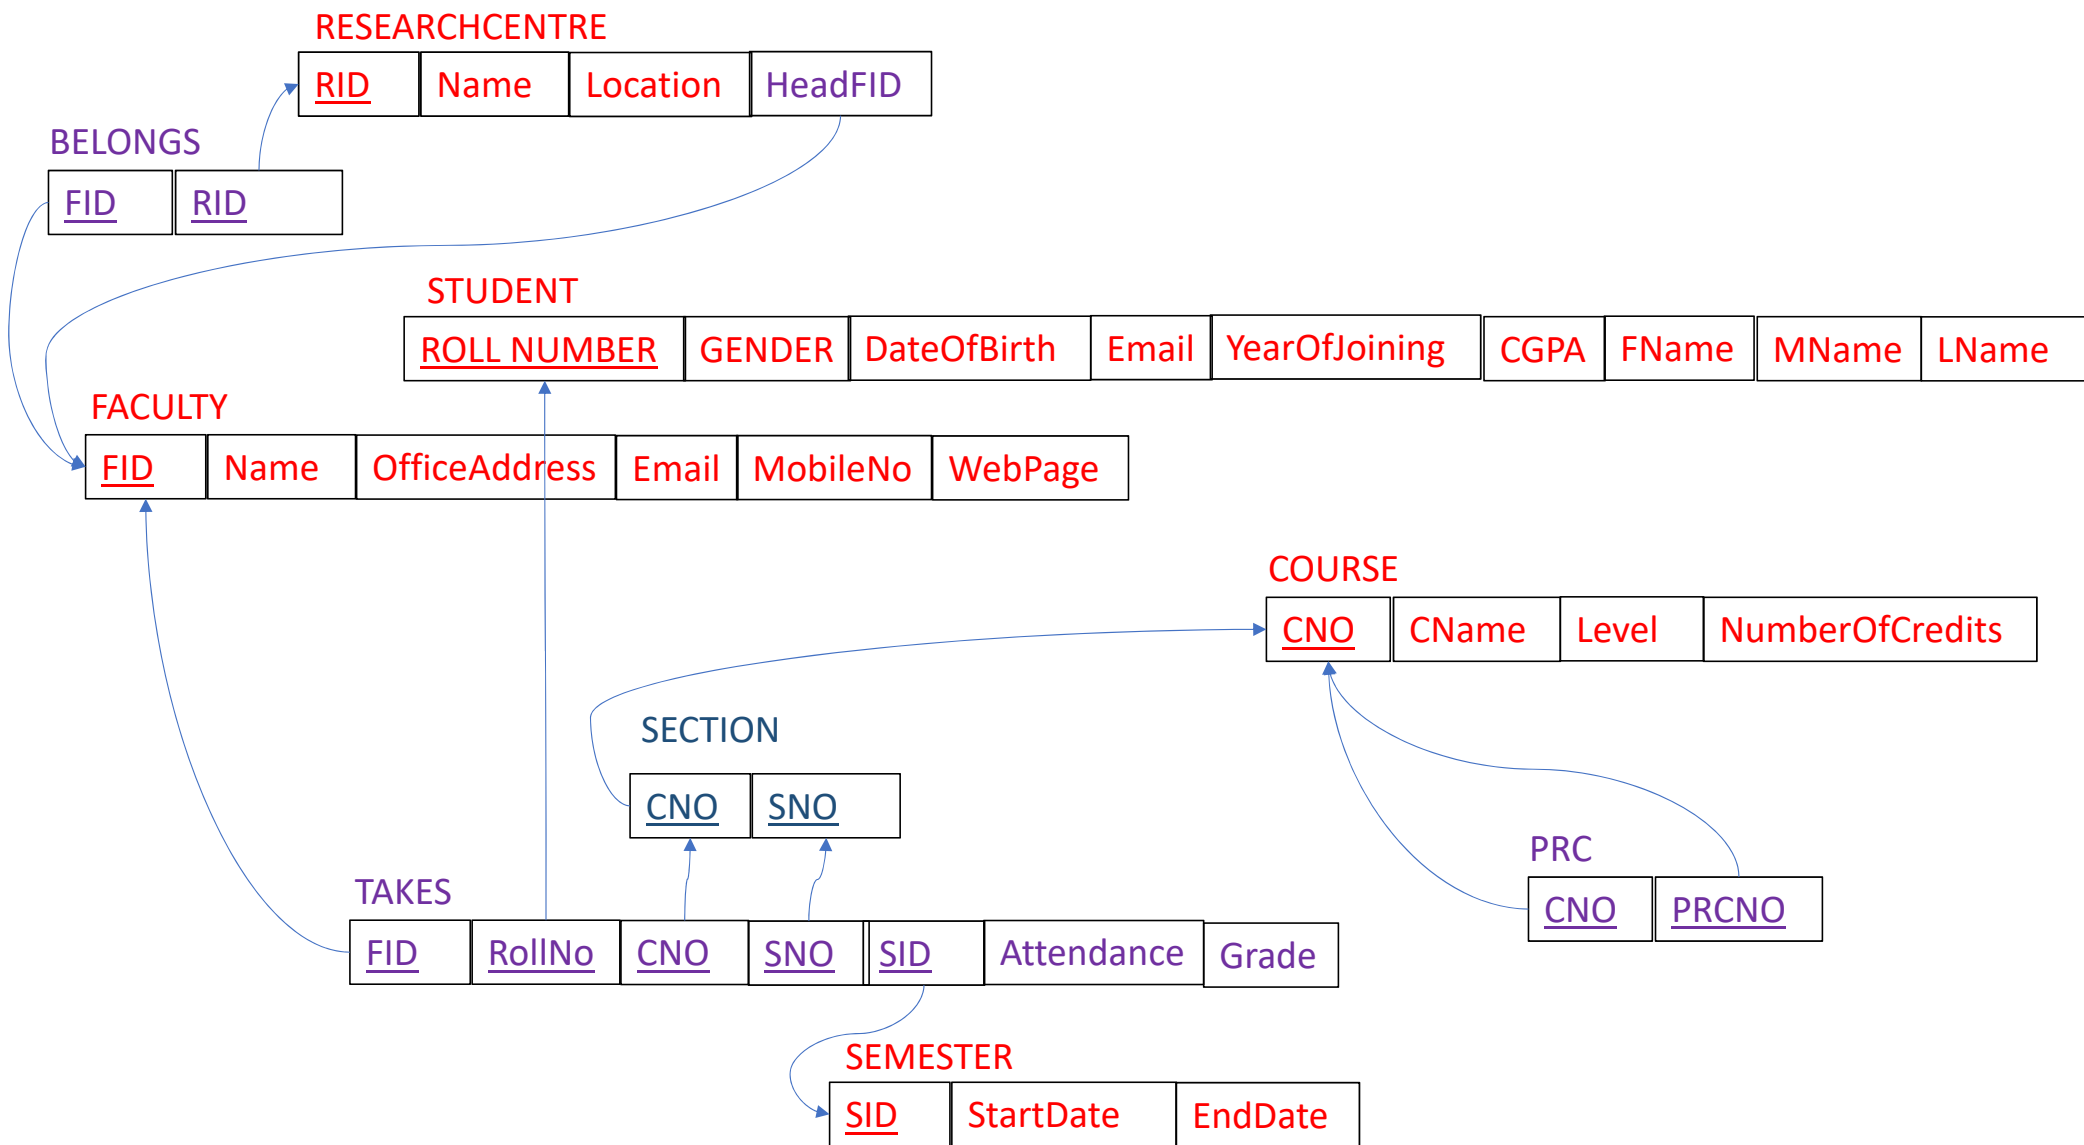 RESEARCHCENTRE
RID Name Location HeadFID
BELONGS
FID RID
STUDENT
ROLL NUMBER GENDER DateOfBirth Email YearOfJoining CGPA FName MName LName
FACULTY
FID Name OfficeAddress Email MobileNo WebPage
COURSE
CNO CName Level NumberOfCredits
SECTION
CNO SNO
PRC
CNO PRCNO
TAKES
FID RollNo CNO SNO SID Attendance Grade
SEMESTER
SID StartDate EndDate